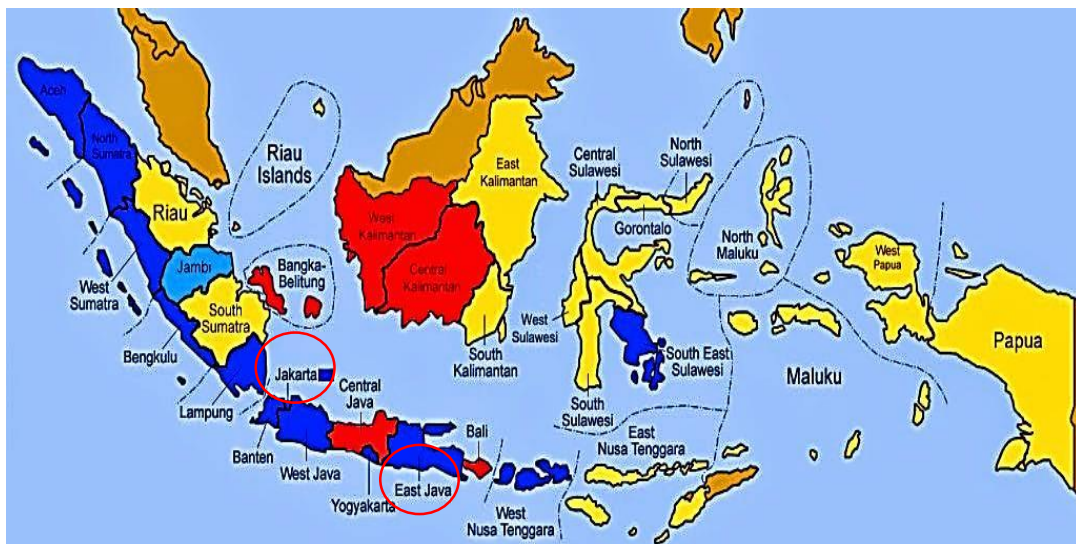 Aceh
North
Sumatra
Riau
Islands
Riau
Jambi
West
Sumatra
South
Sumatra
Bangka-
Belitung
Bengkulu
Lampung
Jakarta
Banten
West Java
Central
Java
Yogyakarta
East Java
Bali
West
Nusa Tenggara
East
Nusa Tenggara
West
Kalimantan
Central
Kalimantan
East
Kalimantan
South
Kalimantan
Central
Sulawesi
North
Sulawesi
Gorontalo
West
Sulawesi
South East
Sulawesi
South
Sulawesi
North
Maluku
Maluku
West
Papua
Papua